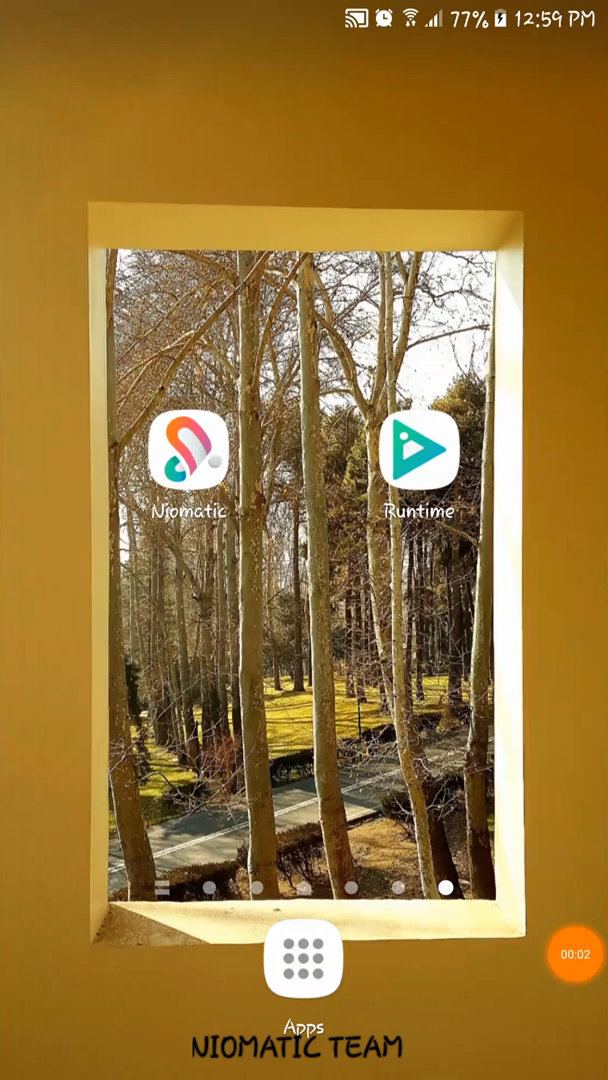 77% 12:59 PM
Niomatic
Runtime
00:02
Apps
NIOMATIC TEAM